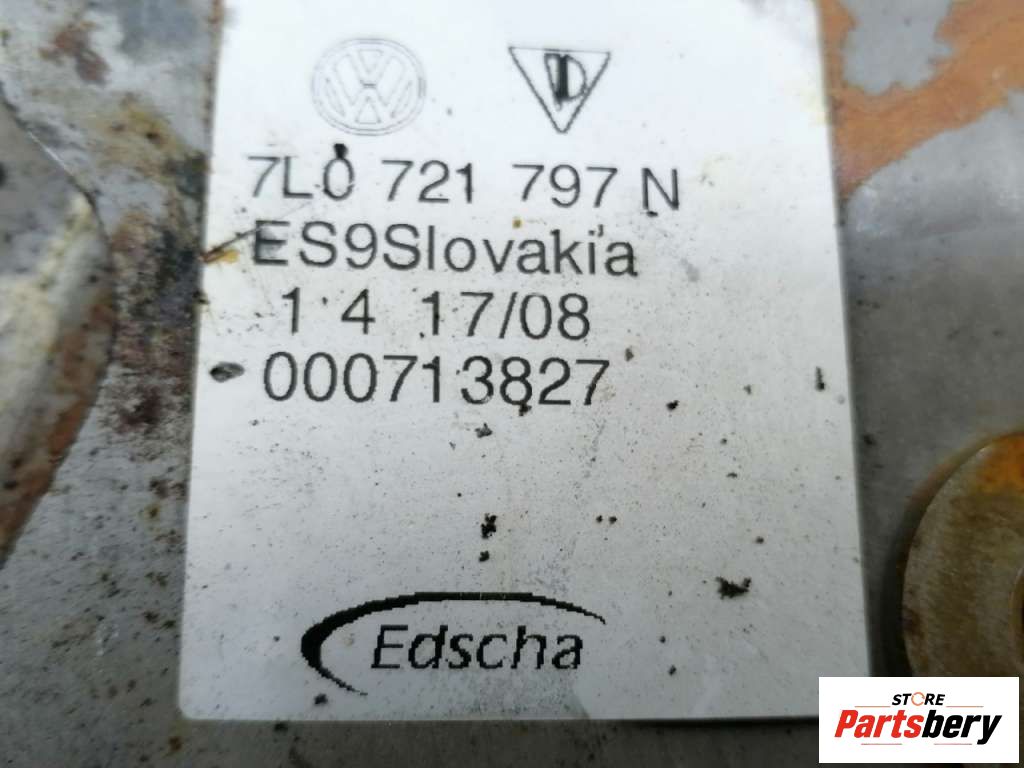 7L0 721 797 N
ES9Slovakia
1 4 17/08
000713827
Edscha
STORE
Partsbery